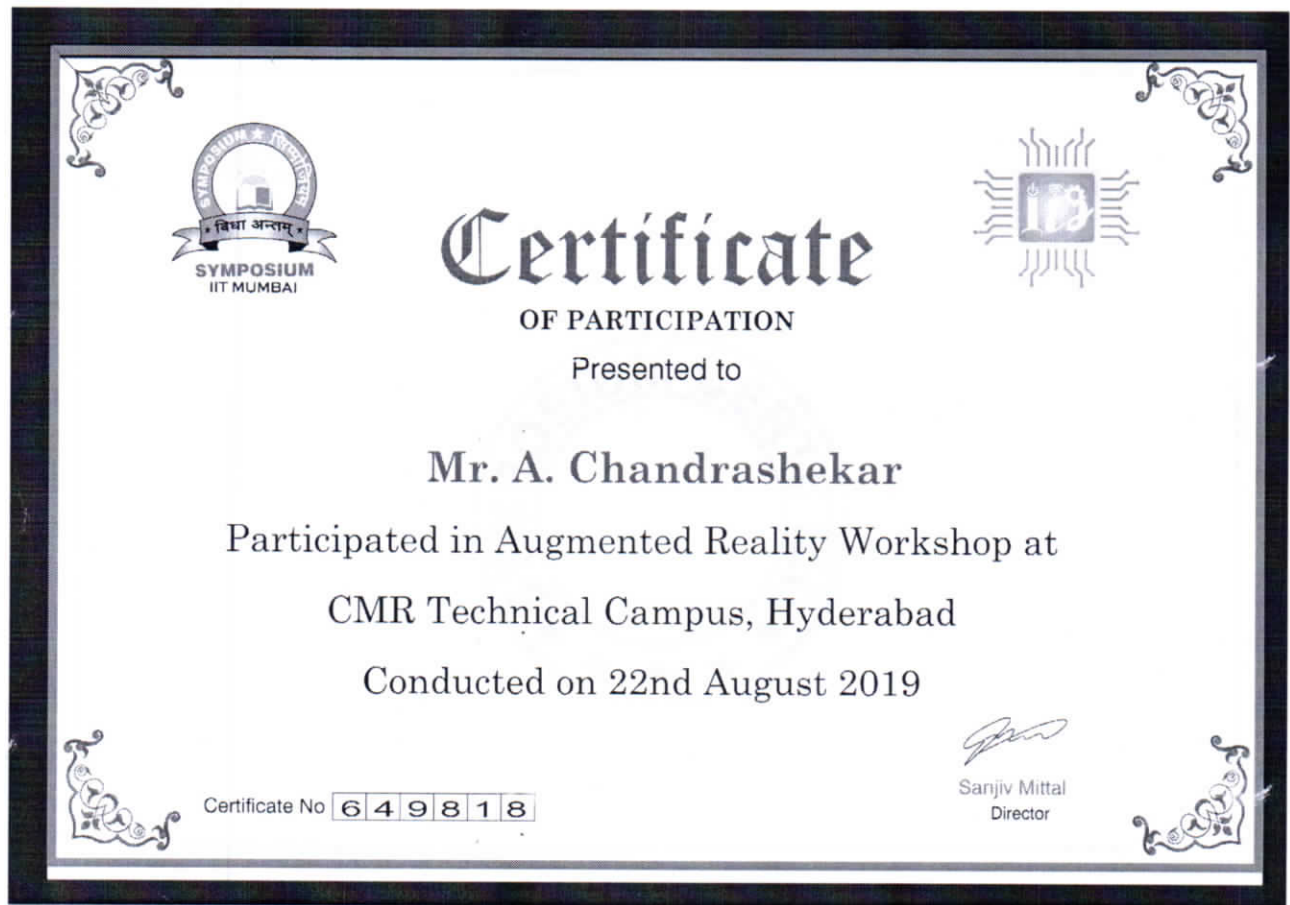 SYMPOSIUM ★ सिम्पोजियम
★ बिधा अन्तम् ★
SYMPOSIUM
IIT MUMBAI
Certificate
OF PARTICIPATION
Presented to
Mr. A. Chandrashekar
Participated in Augmented Reality Workshop at
CMR Technical Campus, Hyderabad
Conducted on 22nd August 2019
Certificate No 649818
Sanjiv Mittal
Director